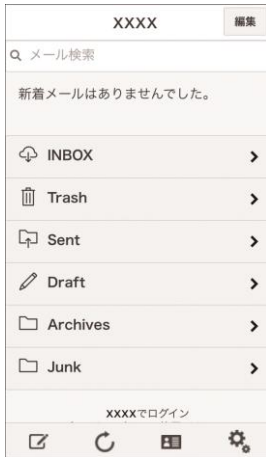 XXXX
編集
メール検索
新着メールはありませんでした。
INBOX
Trash
Sent
Draft
Archives
Junk
XXXXでログイン